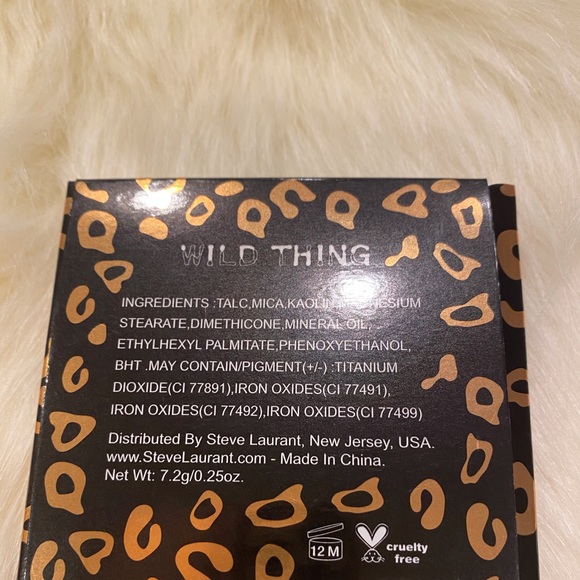 WILD THING
INGREDIENTS :TALC,MICA,KAOLIN,MAGNESIUM
STEARATE,DIMETHICONE,MINERAL OIL,
ETHYLHEXYL PALMITATE,PHENOXYETHANOL,
BHT .MAY CONTAIN/PIGMENT(+/-) :TITANIUM
DIOXIDE(CI 77891),IRON OXIDES(CI 77491),
IRON OXIDES(CI 77492),IRON OXIDES(CI 77499)
Distributed By Steve Laurant, New Jersey, USA.
www.SteveLaurant.com - Made In China.
Net Wt: 7.2g/0.25oz.
12 M
cruelty
free